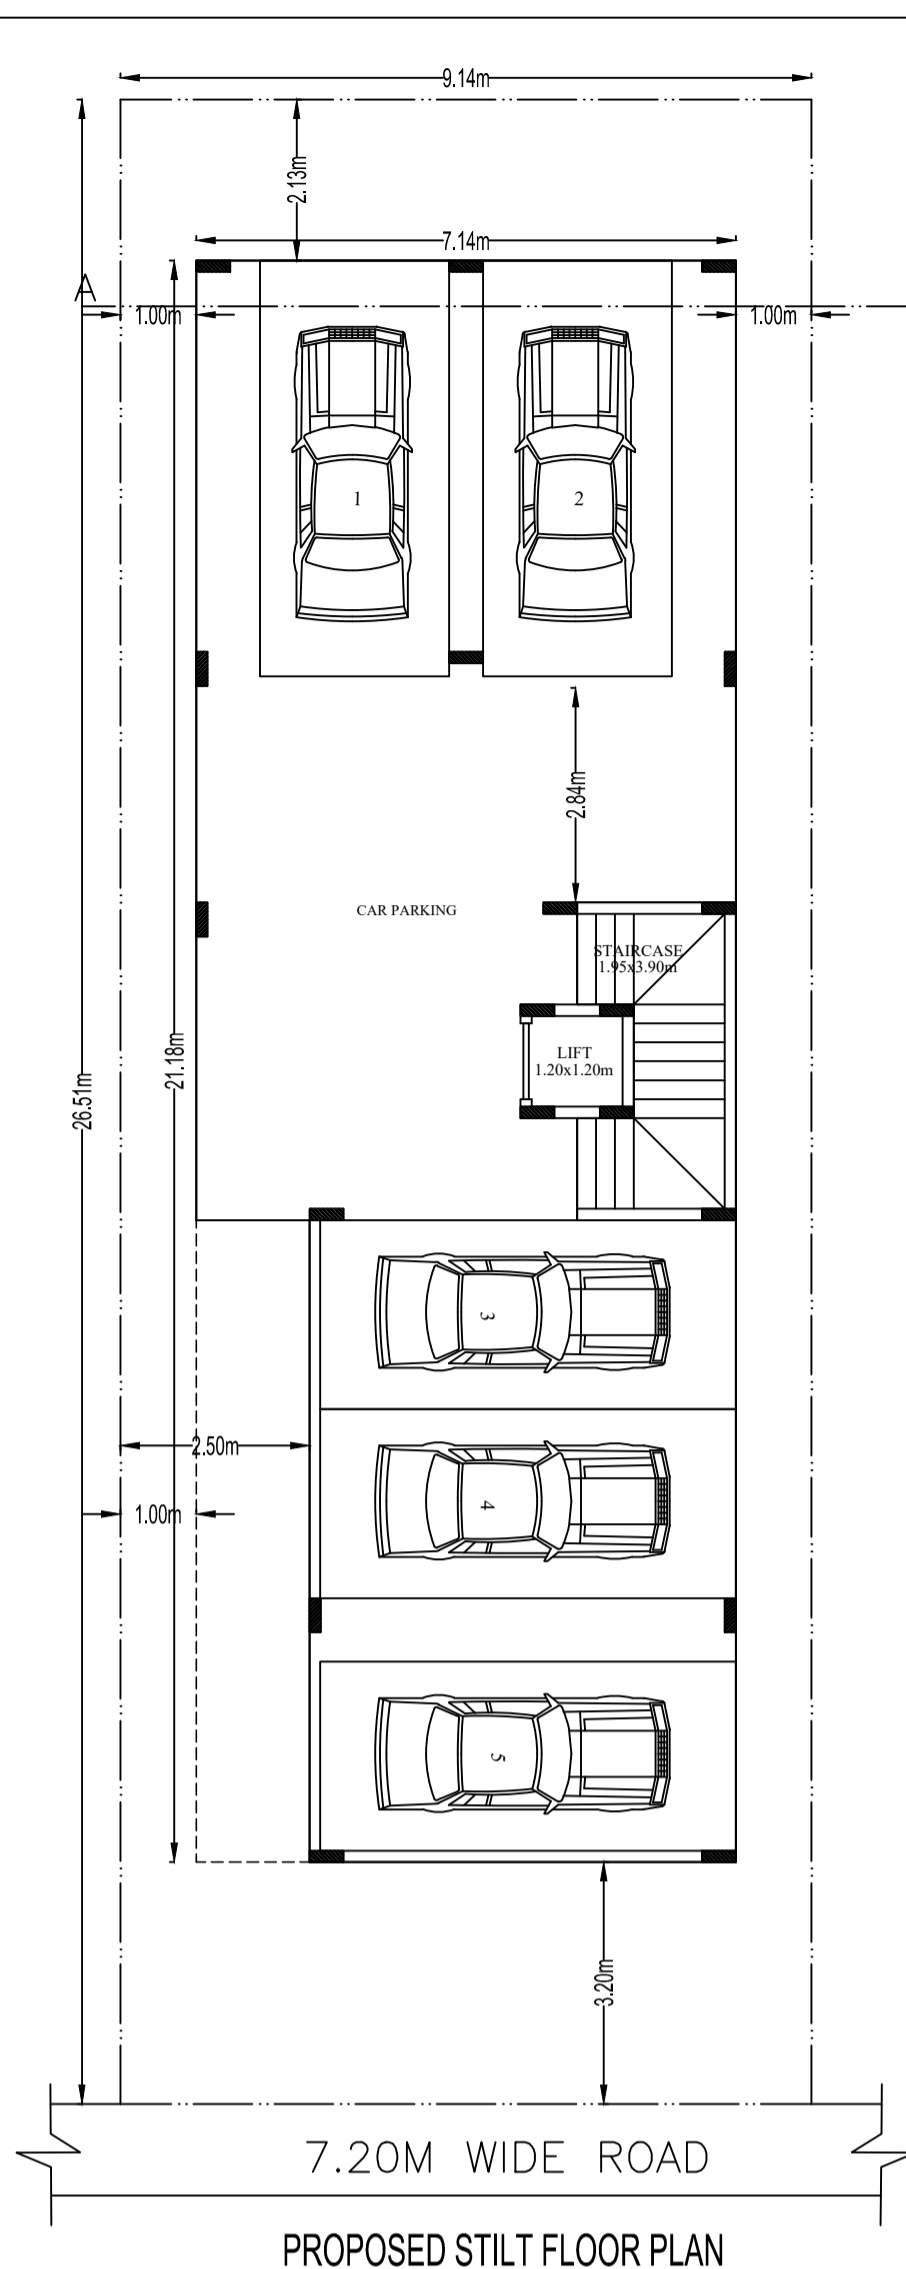 9.14m
2.13m
7.14m
A
1.00m
1.00m
1
2
2.84m
CAR PARKING
STAIRCASE
1.95x3.90m
LIFT
1.20x1.20m
21.18m
26.51m
3
2.50m
4
1.00m
5
3.20m
7.20M WIDE ROAD
PROPOSED STILT FLOOR PLAN